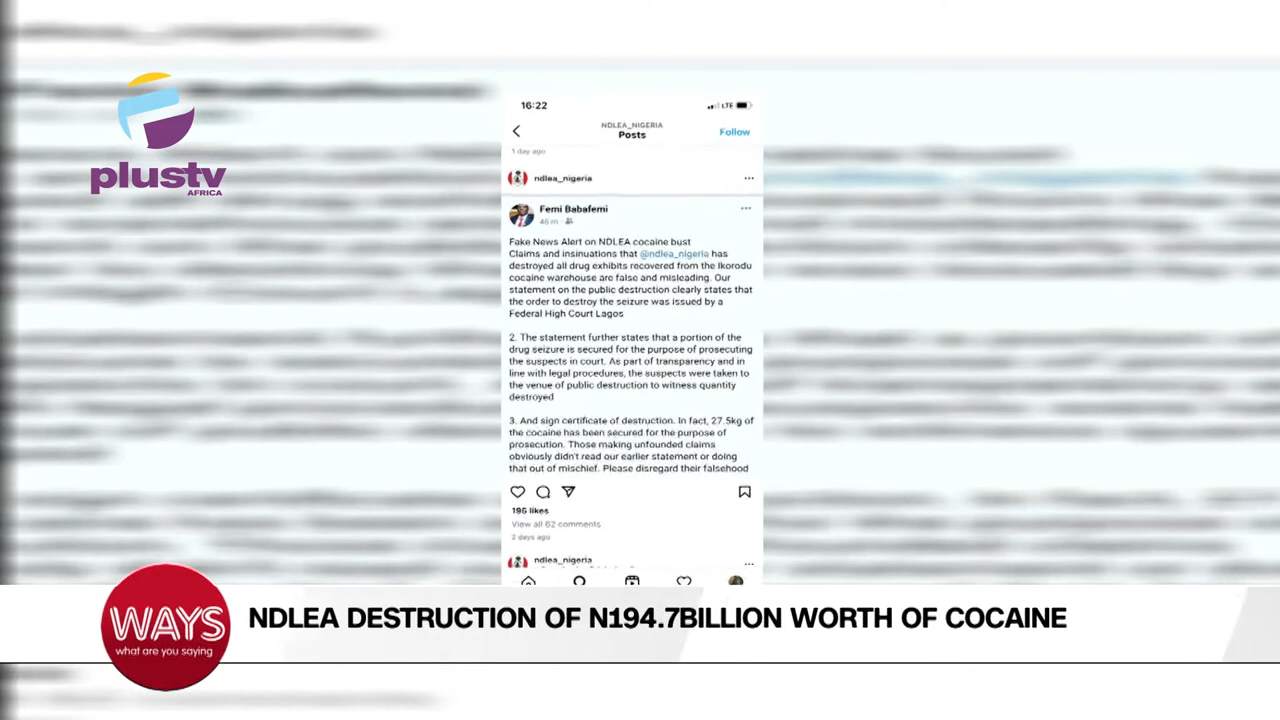 plustv
AFRICA
16:22
LTE
NDLEA_NIGERIA
Posts
Follow
1 day ago
ndlea_nigeria
Femi Babafemi
46 m
Fake News Alert on NDLEA cocaine bust
Claims and insinuations that @ndlea_nigeria has
destroyed all drug exhibits recovered from the Ikorodu
cocaine warehouse are false and misleading. Our
statement on the public destruction clearly states that
the order to destroy the seizure was issued by a
Federal High Court Lagos
2. The statement further states that a portion of the
drug seizure is secured for the purpose of prosecuting
the suspects in court. As part of transparency and in
line with legal procedures, the suspects were taken to
the venue of public destruction to witness quantity
destroyed
3. And sign certificate of destruction. In fact, 27.5kg of
the cocaine has been secured for the purpose of
prosecution. Those making unfounded claims
obviously didn't read our earlier statement or doing
that out of mischief. Please disregard their falsehood
195 likes
View all 62 comments
2 days ago
ndlea_nigeria
WAYS
what are you saying
NDLEA DESTRUCTION OF N194.7BILLION WORTH OF COCAINE